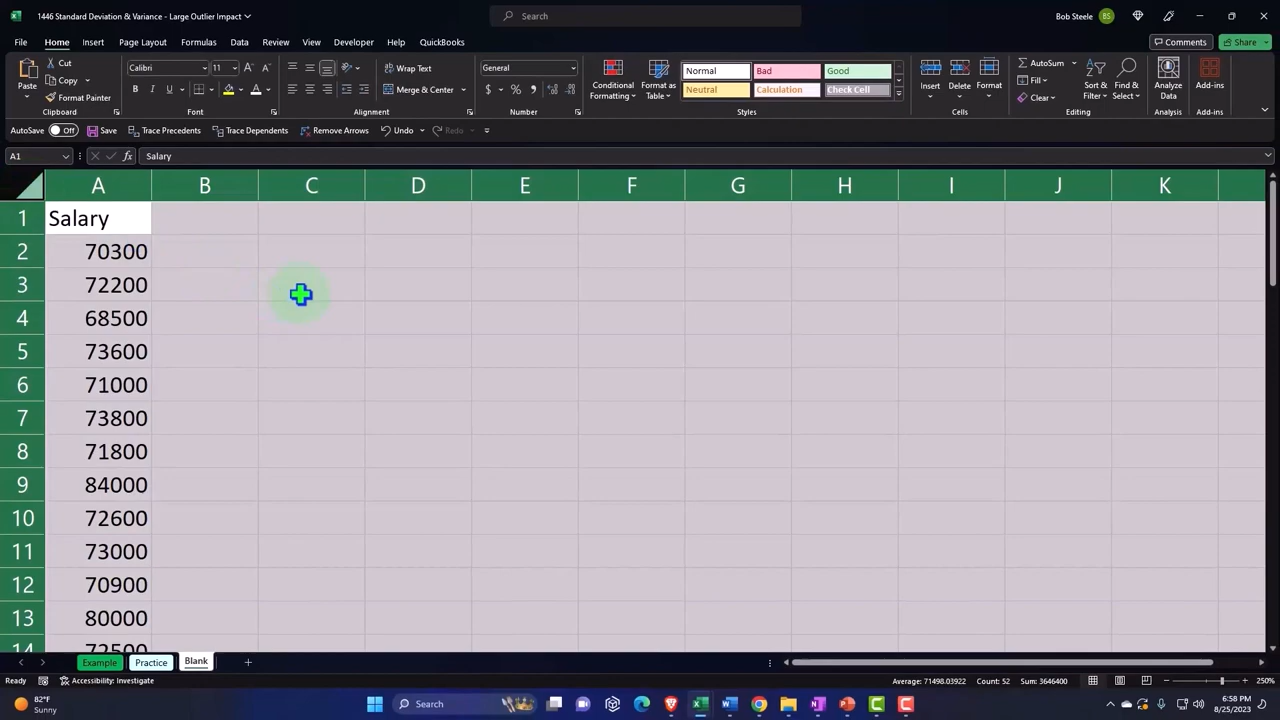 1446 Standard Deviation & Variance - Large Outlier Impact
Search
Bob Steele
BS
File Home Insert Page Layout Formulas Data Review View Developer Help QuickBooks
Comments
Share
Paste
Cut
Copy
Format Painter
Clipboard
Calibri
11
Font
Wrap Text
Merge & Center
Alignment
General
Number
Conditional Formatting
Format as Table
Normal Bad Good
Neutral Calculation Check Cell
Styles
Insert Delete Format
Cells
AutoSum
Fill
Clear
Sort & Filter
Find & Select
Editing
Analyze Data
Analysis
Add-ins
Add-ins
AutoSave Off Save Trace Precedents Trace Dependents Remove Arrows Undo Redo
A1
fx
Salary
A B C D E F G H I J K
1 Salary
2 70300
3 72200
4 68500
5 73600
6 71000
7 73800
8 71800
9 84000
10 72600
11 73000
12 70900
13 80000
14 72500
Example Practice Blank
Ready
Accessibility: Investigate
Average: 71498.03922 Count: 52 Sum: 3646400
250%
82°F
Sunny
Search
6:58 PM
8/25/2023